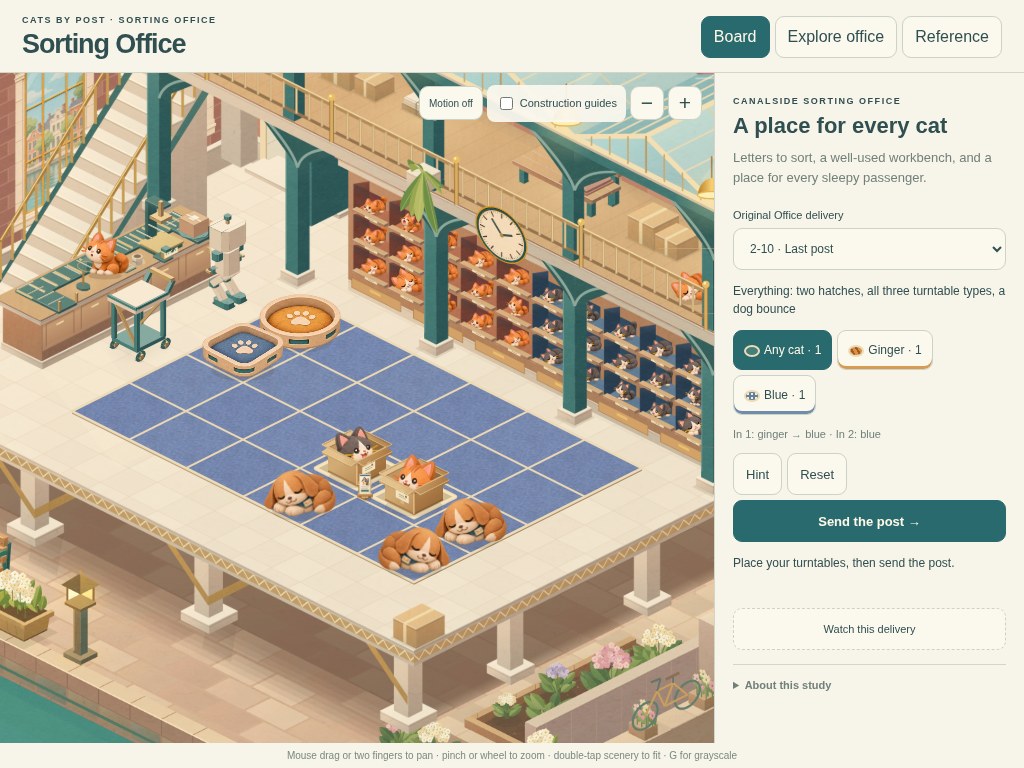 CATS BY POST · SORTING OFFICE
Sorting Office
Board
Explore office
Reference
Motion off
Construction guides
−
+
CANALSIDE SORTING OFFICE
A place for every cat
Letters to sort, a well-used workbench, and a
place for every sleepy passenger.
Original Office delivery
2-10 · Last post
Everything: two hatches, all three turntable types, a
dog bounce
Any cat · 1
Ginger · 1
Blue · 1
In 1: ginger → blue · In 2: blue
Hint
Reset
Send the post →
Place your turntables, then send the post.
Watch this delivery
▶ About this study
Mouse drag or two fingers to pan · pinch or wheel to zoom · double-tap scenery to fit · G for grayscale